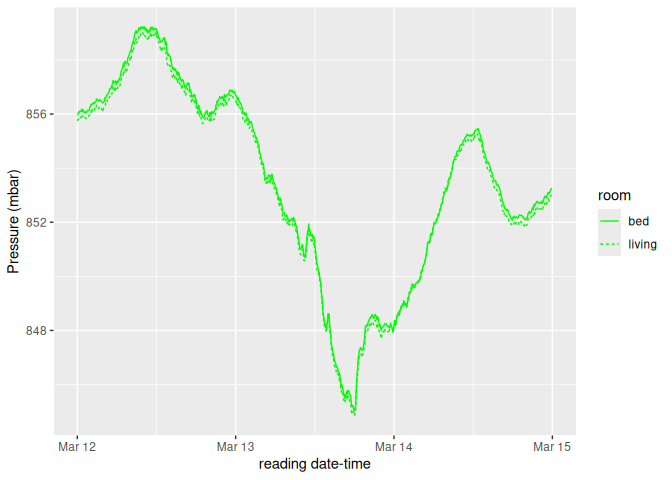 Pressure (mbar)
856
852
848
Mar 12
Mar 13
Mar 14
Mar 15
reading date-time
room
bed
living